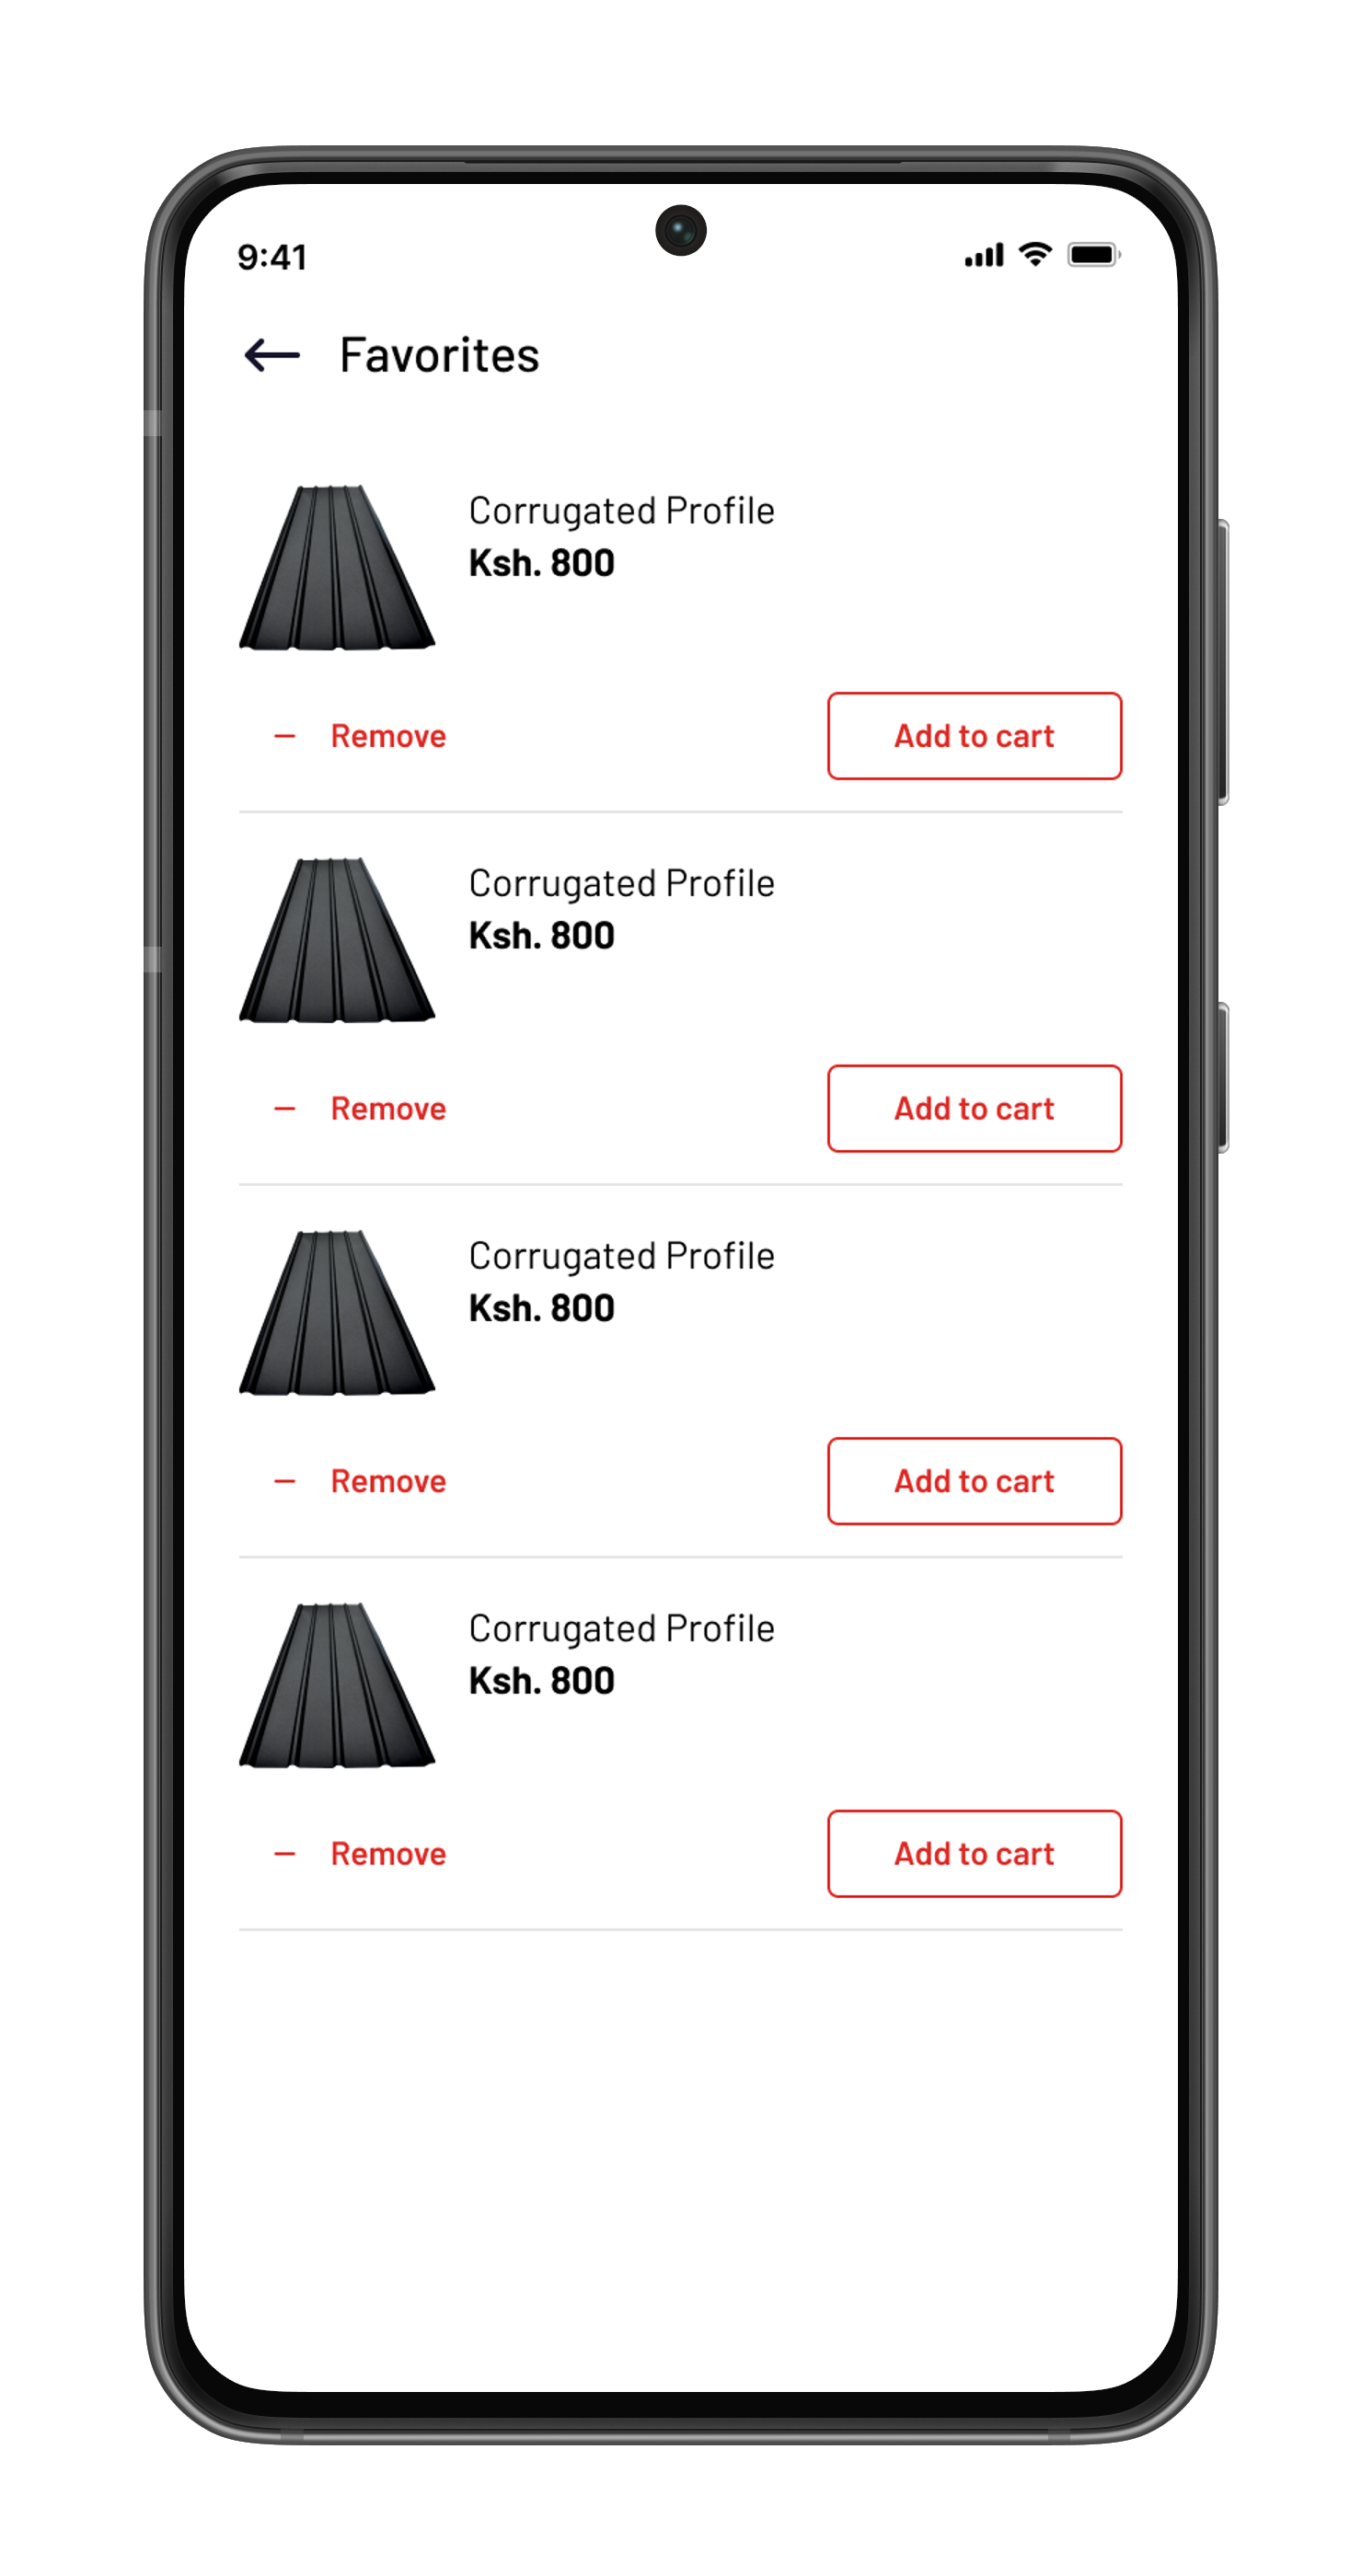 9:41
Favorites
Corrugated Profile
Ksh. 800
Remove
Add to cart
Corrugated Profile
Ksh. 800
Remove
Add to cart
Corrugated Profile
Ksh. 800
Remove
Add to cart
Corrugated Profile
Ksh. 800
Remove
Add to cart